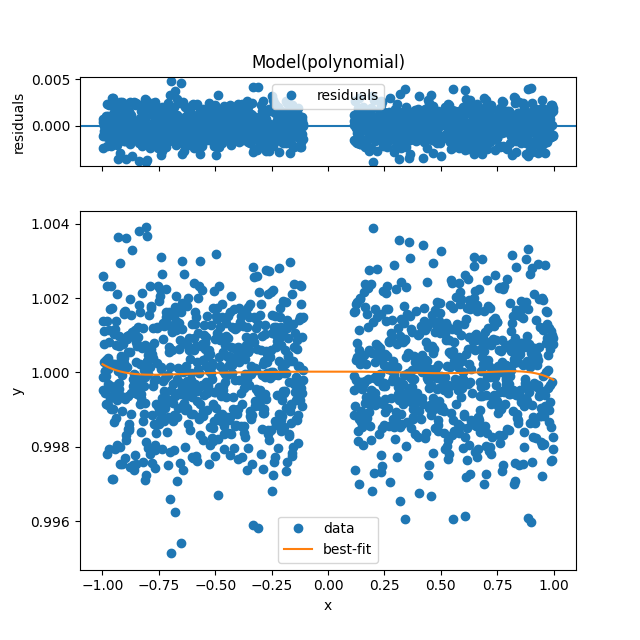 Model(polynomial)
0.005
0.000
residuals
residuals
1.004
1.002
1.000
0.998
0.996
y
data
best-fit
−1.00 −0.75 −0.50 −0.25 0.00 0.25 0.50 0.75 1.00
x